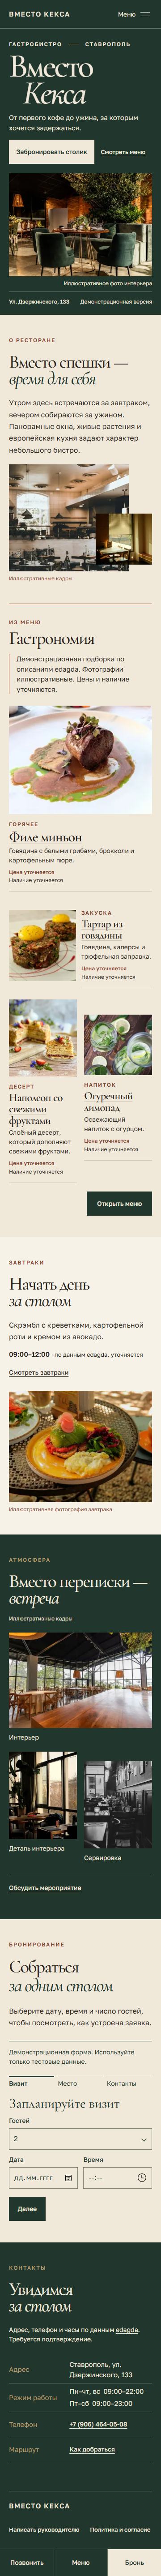 ВМЕСТО КЕКСА
Меню
ГАСТРОБИСТРО — СТАВРОПОЛЬ
Вместо
Кекса
От первого кофе до ужина, за которым
хочется задержаться.
Забронировать столик
Смотреть меню
Иллюстративное фото интерьера
Ул. Дзержинского, 133
Демонстрационная версия
О РЕСТОРАНЕ
Вместо спешки —
время для себя
Утром здесь встречаются за завтраком,
вечером собираются за ужином.
Панорамные окна, живые растения и
европейская кухня задают характер
небольшого бистро.
Иллюстративные кадры
ИЗ МЕНЮ
Гастрономия
Демонстрационная подборка по
описаниям edagda. Фотографии
иллюстративные. Цены и наличие
уточняются.
ГОРЯЧЕЕ
Филе миньон
Говядина с белыми грибами, брокколи и
картофельным пюре.
Цена уточняется
Наличие уточняется
ЗАКУСКА
Тартар из
говядины
Говядина, каперсы и
трюфельная заправка.
Цена уточняется
Наличие уточняется
ДЕСЕРТ
Наполеон со
свежими
фруктами
Слоёный десерт,
который дополняют
свежими фруктами.
Цена уточняется
Наличие уточняется
НАПИТОК
Огуречный
лимонад
Освежающий
напиток с огурцом.
Цена уточняется
Наличие уточняется
Открыть меню
ЗАВТРАКИ
Начать день
за столом
Скрэмбл с креветками, картофельной
роти и кремом из авокадо.
09:00–12:00 · по данным edagda, уточняется
Смотреть завтраки
Иллюстративная фотография завтрака
АТМОСФЕРА
Вместо переписки —
встреча
Иллюстративные кадры
Интерьер
Деталь интерьера
Сервировка
Обсудить мероприятие
БРОНИРОВАНИЕ
Собраться
за одним столом
Выберите дату, время и число гостей,
чтобы посмотреть, как устроена заявка.
Демонстрационная форма. Используйте
только тестовые данные.
Визит
Место
Контакты
Запланируйте визит
Гостей
2
Дата
Время
дд.мм.гггг
--:--
Далее
КОНТАКТЫ
Увидимся
за столом
Адрес, телефон и часы по данным edagda.
Требуется подтверждение.
Адрес
Ставрополь, ул.
Дзержинского, 133
Режим работы
Пн–чт, вс 09:00–22:00
Пт–сб 09:00–23:00
Телефон
+7 (906) 464-05-08
Маршрут
Как добраться
ВМЕСТО КЕКСА
Написать руководителю
Политика и согласие
Позвонить
Меню
Бронь